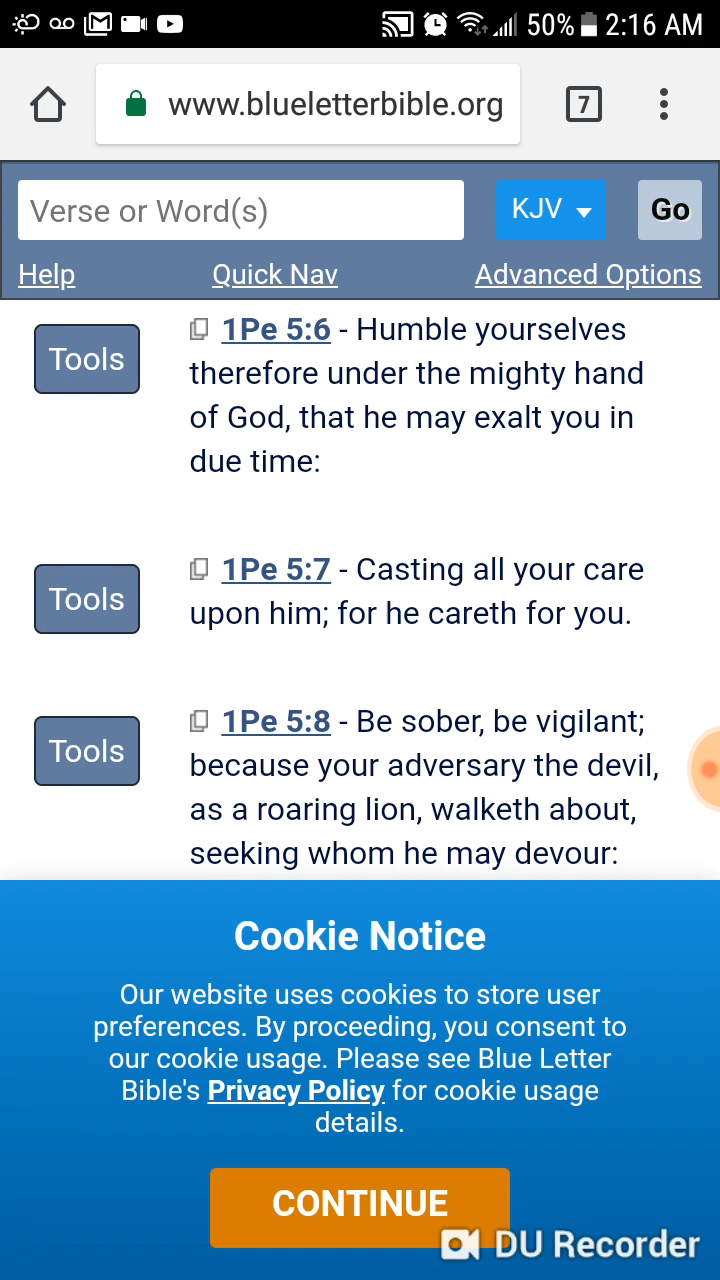 50% 2:16 AM
www.blueletterbible.org 7
Verse or Word(s) KJV Go
Help Quick Nav Advanced Options
Tools
1Pe 5:6 - Humble yourselves
therefore under the mighty hand
of God, that he may exalt you in
due time:
Tools
1Pe 5:7 - Casting all your care
upon him; for he careth for you.
Tools
1Pe 5:8 - Be sober, be vigilant;
because your adversary the devil,
as a roaring lion, walketh about,
seeking whom he may devour:
Cookie Notice
Our website uses cookies to store user
preferences. By proceeding, you consent to
our cookie usage. Please see Blue Letter
Bible's Privacy Policy for cookie usage
details.
CONTINUE
DU Recorder